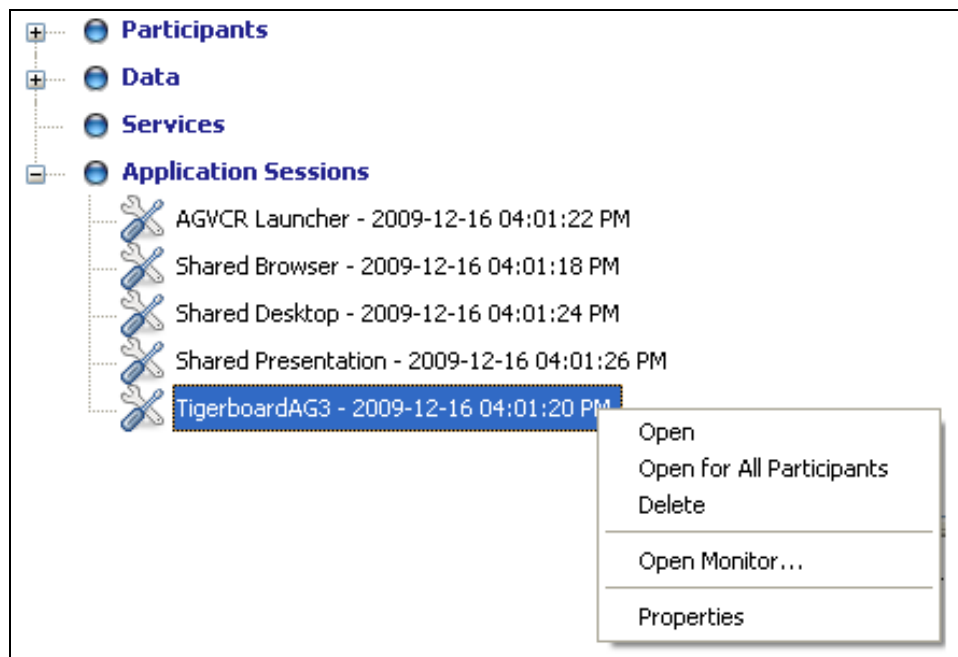 Participants
Data
Services
Application Sessions
AGVCR Launcher - 2009-12-16 04:01:22 PM
Shared Browser - 2009-12-16 04:01:18 PM
Shared Desktop - 2009-12-16 04:01:24 PM
Shared Presentation - 2009-12-16 04:01:26 PM
TigerboardAG3 - 2009-12-16 04:01:20 PM
Open
Open for All Participants
Delete
Open Monitor...
Properties